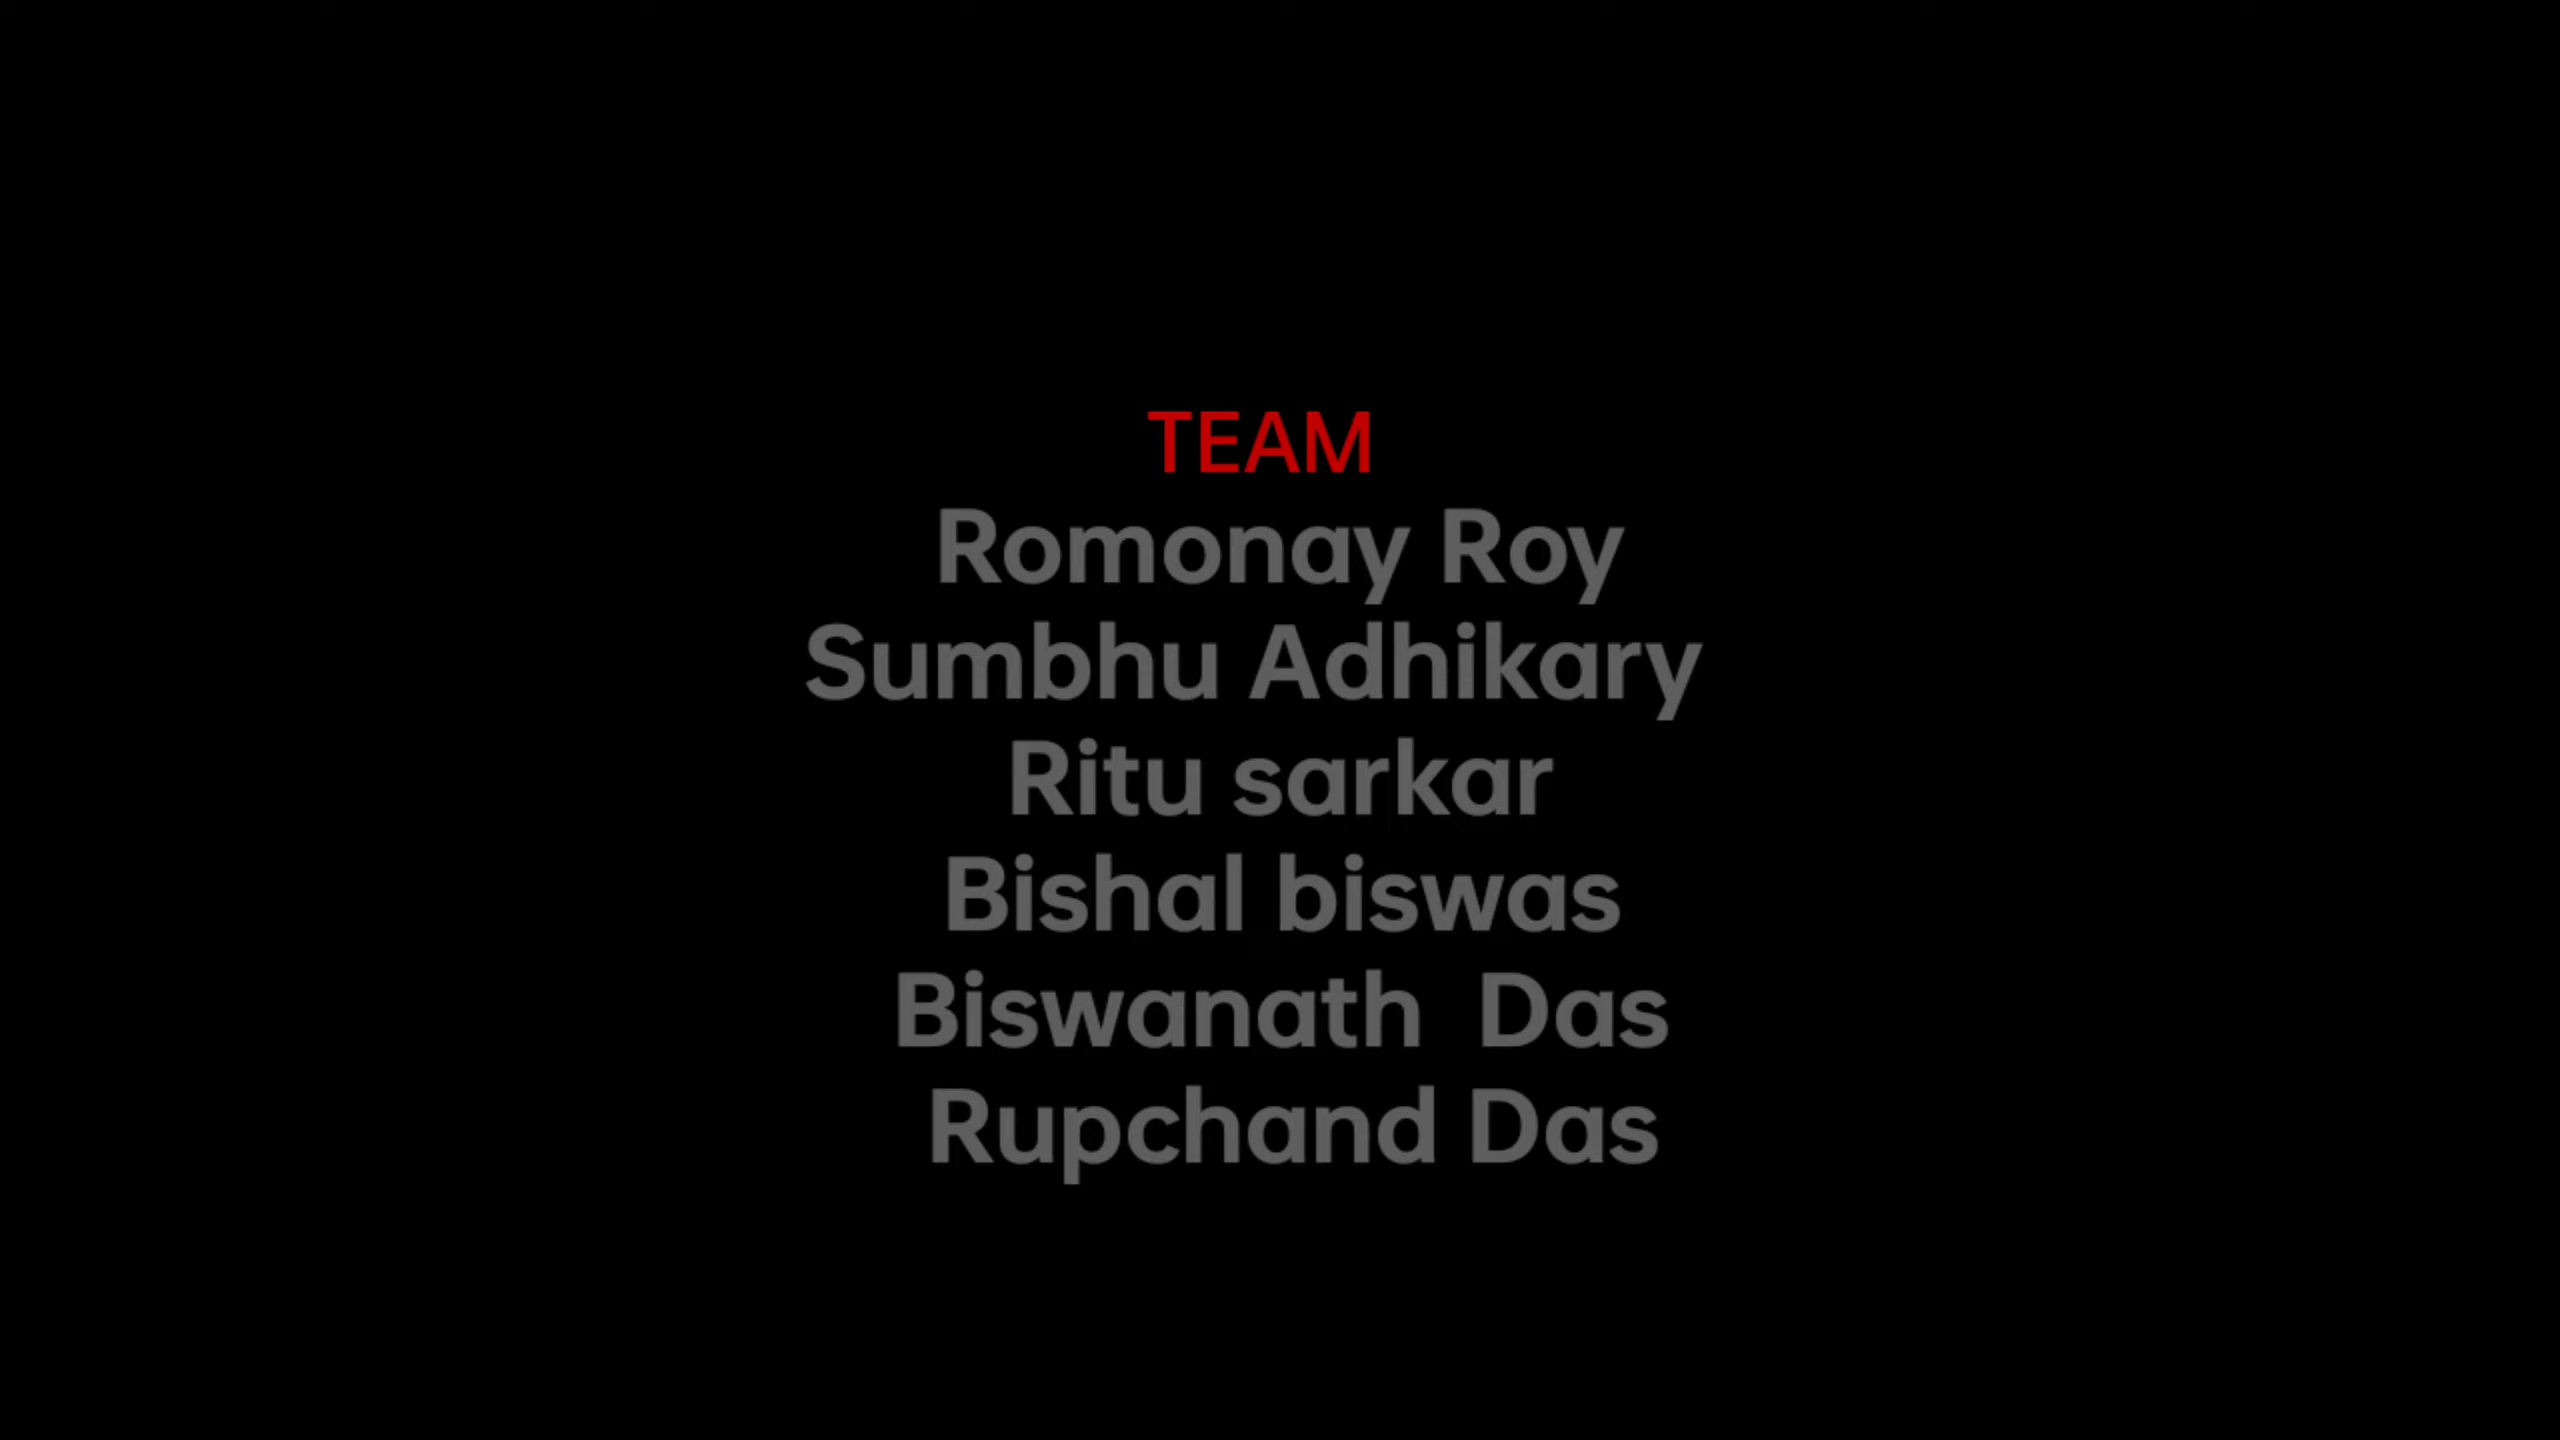 TEAM
Romonay Roy
Sumbhu Adhikary
Ritu sarkar
Bishal biswas
Biswanath  Das
Rupchand Das